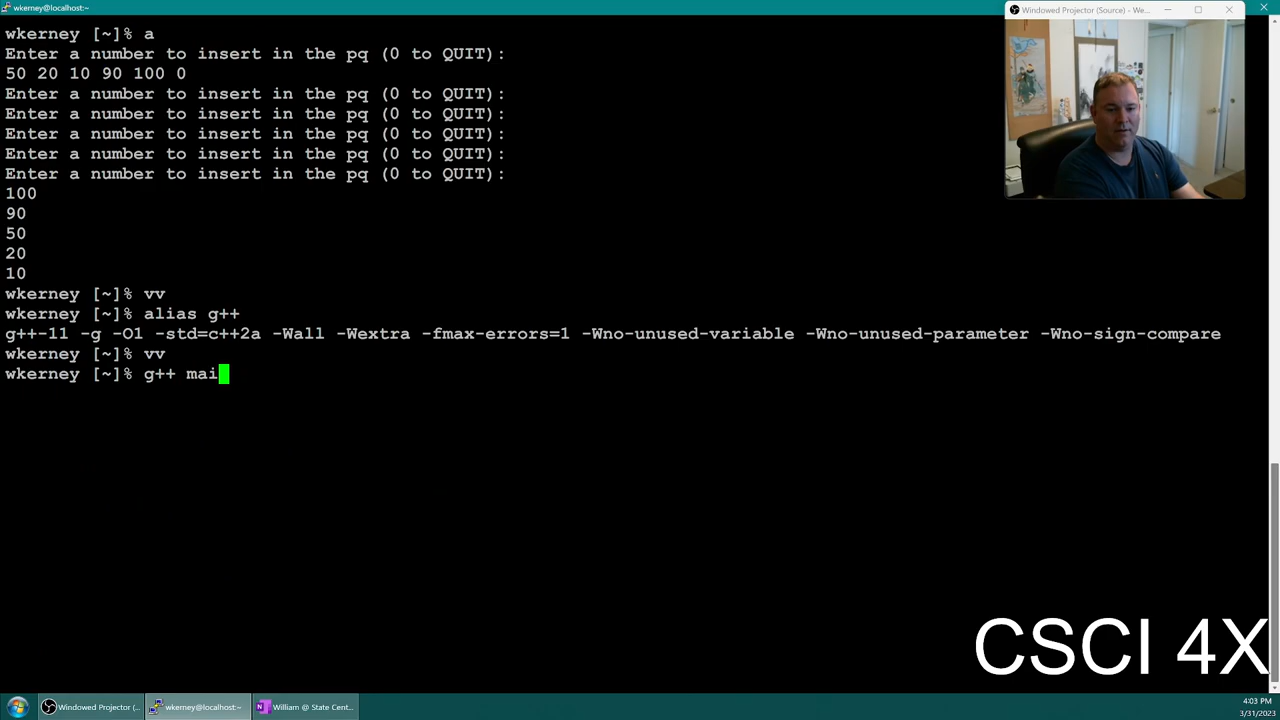 wkerney@localhost:~
Windowed Projector (Source) - We...
wkerney [~]% a
Enter a number to insert in the pq (0 to QUIT):
50 20 10 90 100 0
Enter a number to insert in the pq (0 to QUIT):
Enter a number to insert in the pq (0 to QUIT):
Enter a number to insert in the pq (0 to QUIT):
Enter a number to insert in the pq (0 to QUIT):
Enter a number to insert in the pq (0 to QUIT):
100
90
50
20
10
wkerney [~]% vv
wkerney [~]% alias g++
g++-11 -g -O1 -std=c++2a -Wall -Wextra -fmax-errors=1 -Wno-unused-variable -Wno-unused-parameter -Wno-sign-compare
wkerney [~]% vv
wkerney [~]% g++ mai
CSCI 4X
Windowed Projector (...
wkerney@localhost:~
William @ State Cent...
4:03 PM
3/31/2023